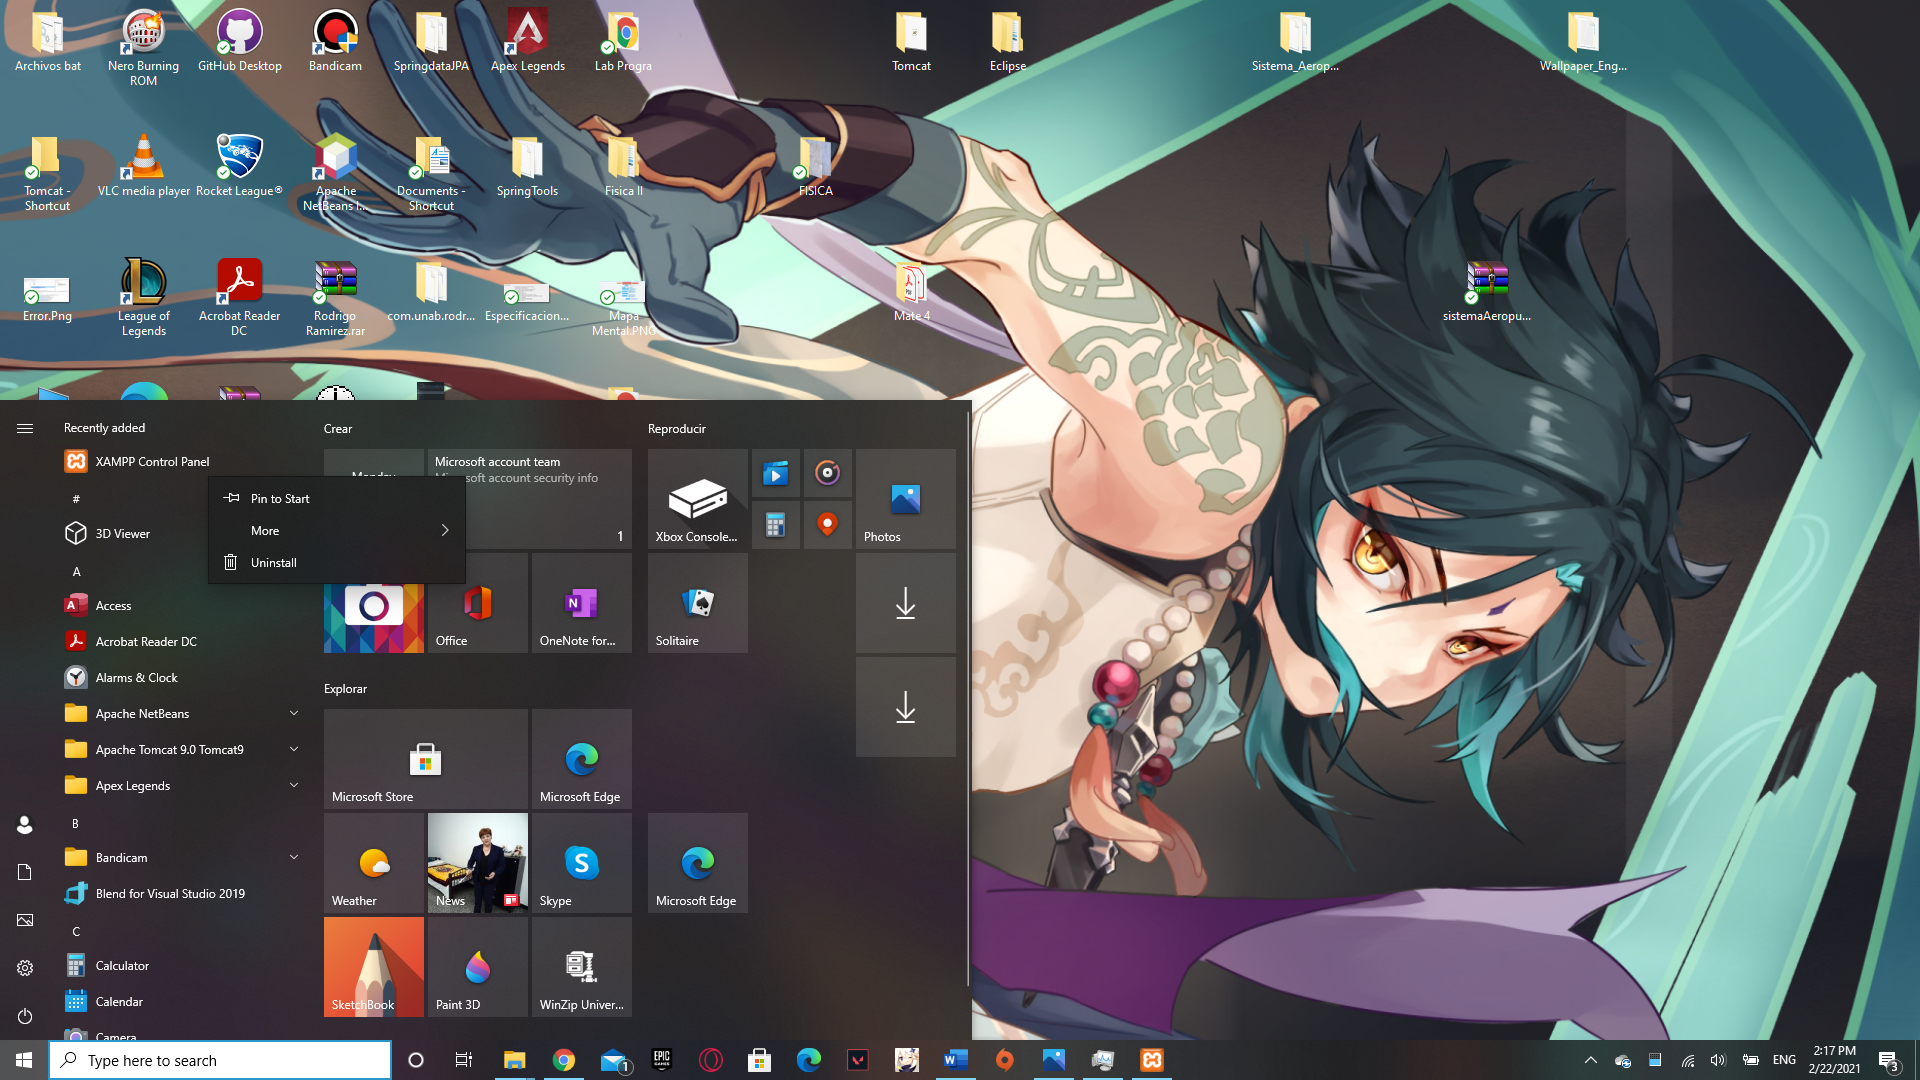 Archivos bat
Nero Burning
ROM
GitHub Desktop
Bandicam
SpringdataJPA
Apex Legends
Lab Progra
Tomcat
Eclipse
Sistema_Aerop...
Wallpaper_Eng...
Tomcat -
Shortcut
VLC media player
Rocket League®
Apache
NetBeans I...
Documents -
Shortcut
SpringTools
Fisica II
FISICA
Error.Png
League of
Legends
Acrobat Reader
DC
Rodrigo
Ramirez.rar
com.unab.rodr...
Especificacion...
Mapa
Mental.PNG
Mate 4
sistemaAeropu...
Recently added
XAMPP Control Panel
#
3D Viewer
A
Access
Acrobat Reader DC
Alarms & Clock
Apache NetBeans
Apache Tomcat 9.0 Tomcat9
Apex Legends
B
Bandicam
Blend for Visual Studio 2019
C
Calculator
Calendar
Camera
Pin to Start
More
Uninstall
Crear
Monday
Microsoft account team
Microsoft account security info
1
Office
OneNote for...
Explorar
Microsoft Store
Microsoft Edge
Weather
News
Skype
SketchBook
Paint 3D
WinZip Univer...
Reproducir
Xbox Console...
Photos
Solitaire
Microsoft Edge
Type here to search
1
EPIC
GAMES
ENG
2:17 PM
2/22/2021
3